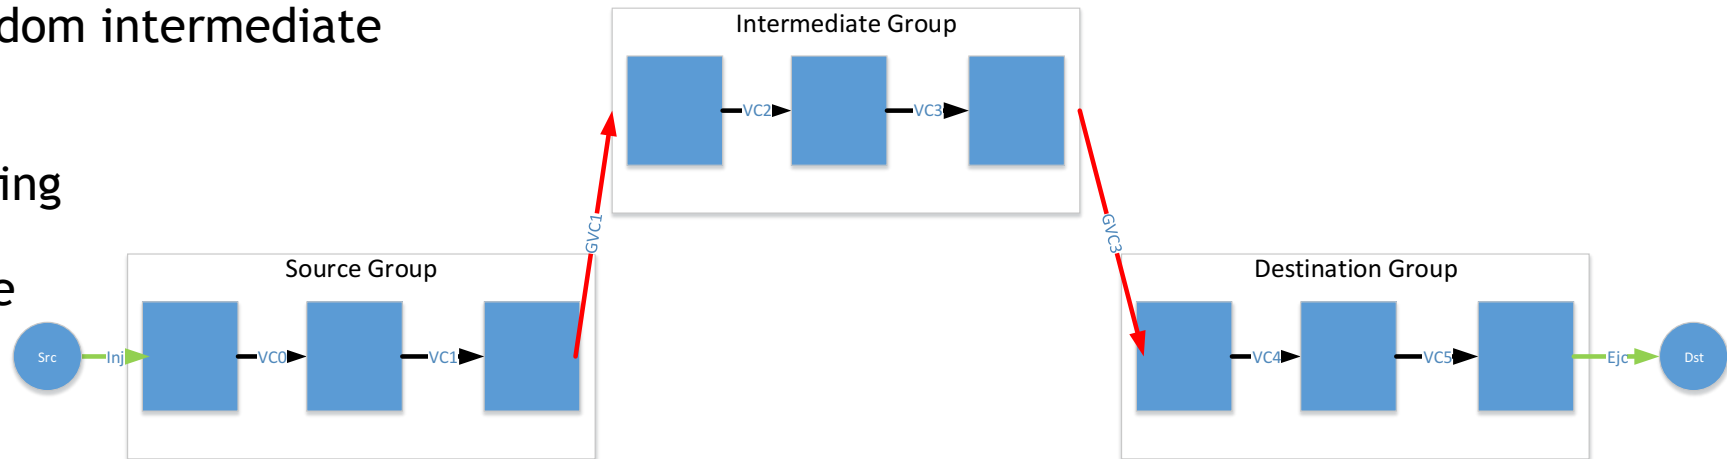 dom intermediate
ing
e
Intermediate Group
VC2
VC3
GVC1
GVC3
Source Group
Src
Inj
VC0
VC1
Destination Group
VC4
VC5
Ejc
Dst